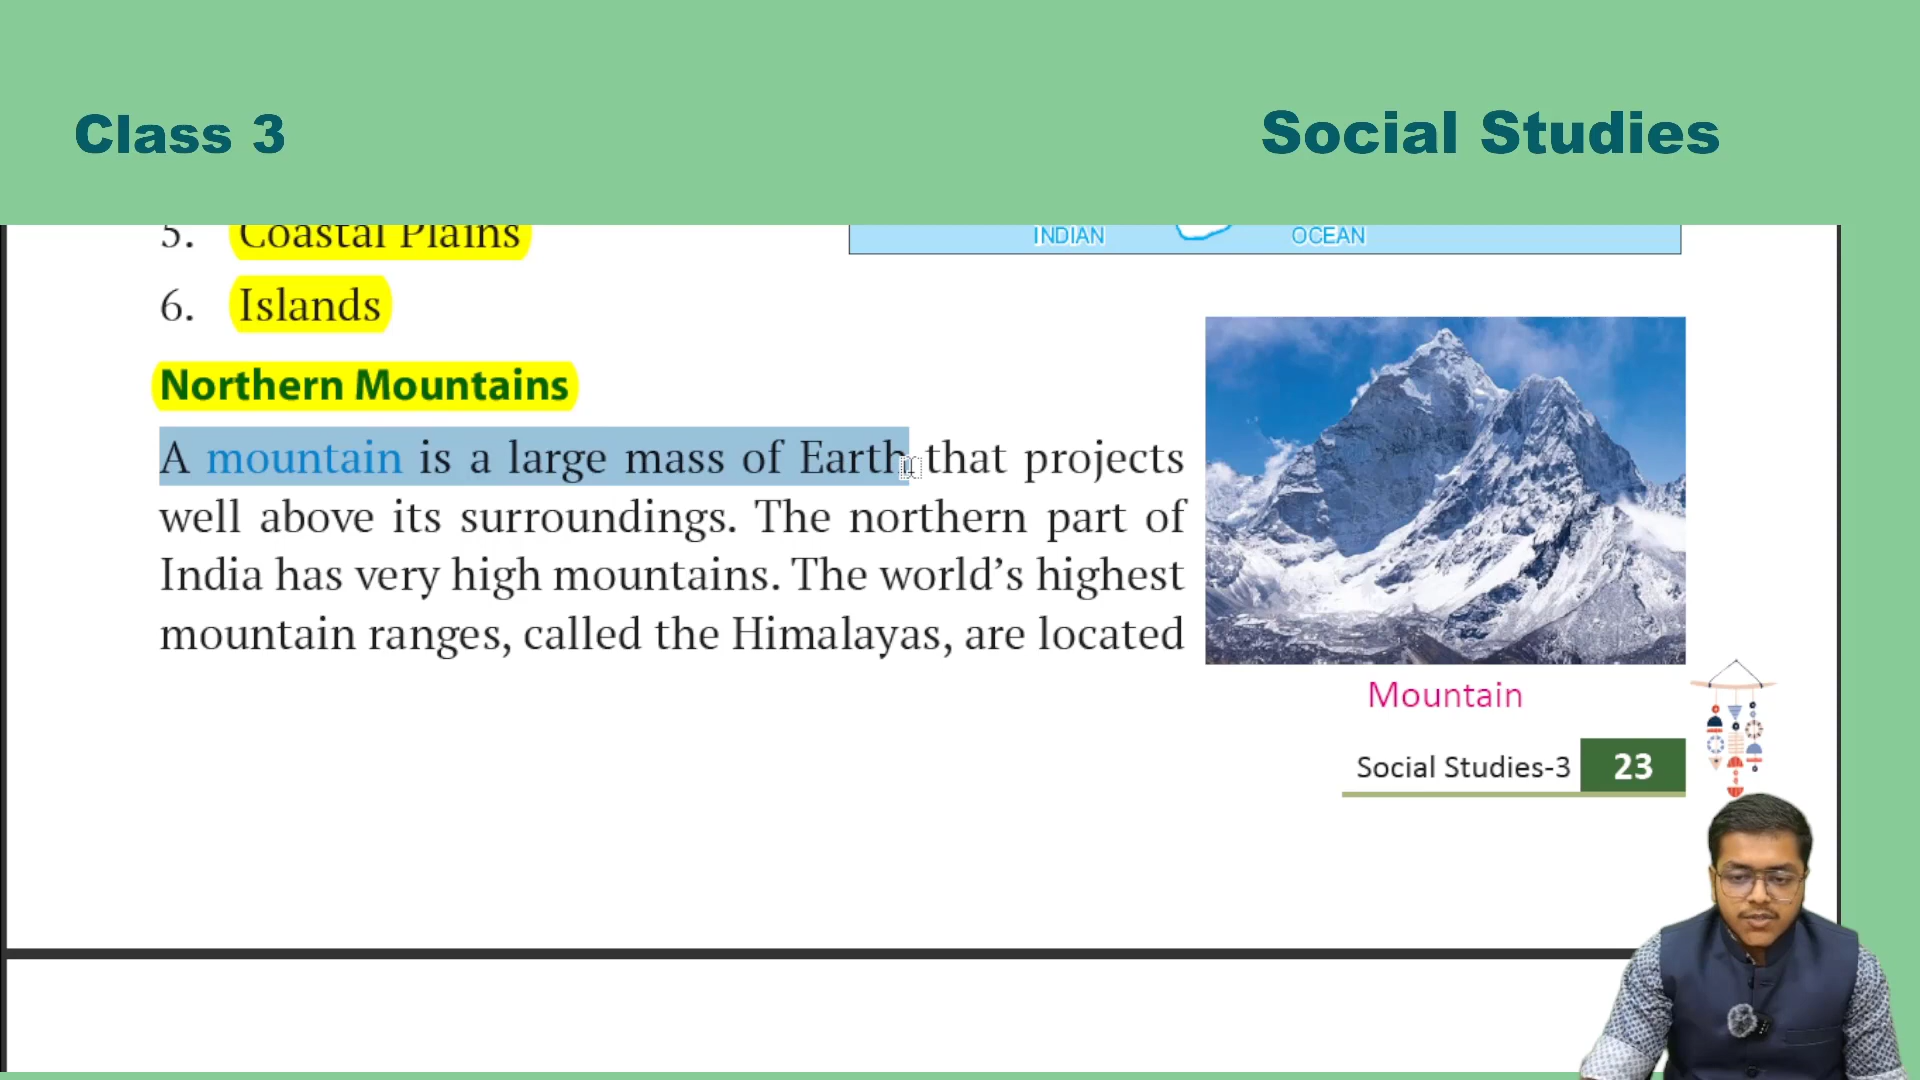 Class 3
Social Studies
5. Coastal Plains
INDIAN OCEAN
6. Islands
Northern Mountains
A mountain is a large mass of Earth, that projects
well above its surroundings. The northern part of
India has very high mountains. The world’s highest
mountain ranges, called the Himalayas, are located
Mountain
Social Studies-3 23